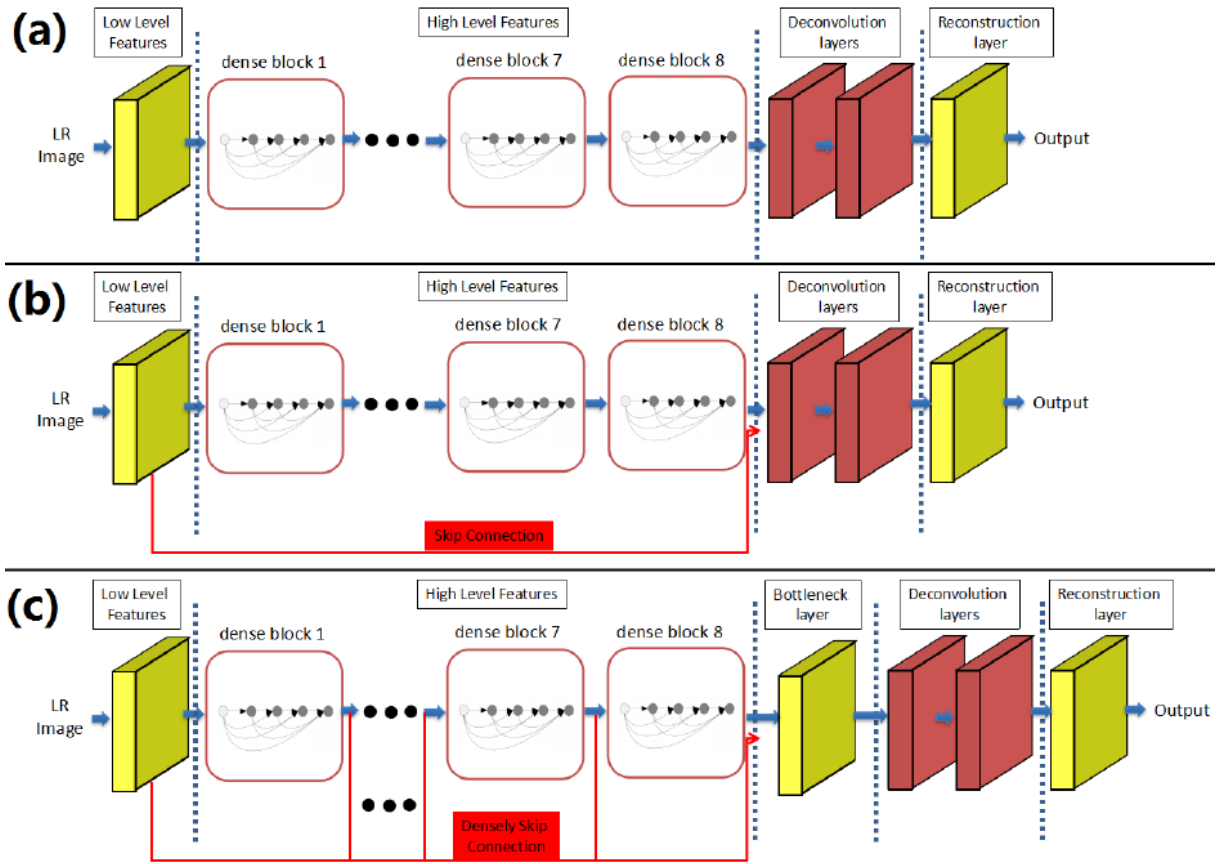 (a)
Low Level
Features
High Level Features
Deconvolution
layers
Reconstruction
layer
dense block 1
dense block 7
dense block 8
LR
Image
Output
(b)
Low Level
Features
High Level Features
Deconvolution
layers
Reconstruction
layer
dense block 1
dense block 7
dense block 8
LR
Image
Output
Skip Connection
(c)
Low Level
Features
High Level Features
Bottleneck
layer
Deconvolution
layers
Reconstruction
layer
dense block 1
dense block 7
dense block 8
LR
Image
Output
Densely Skip
Connection